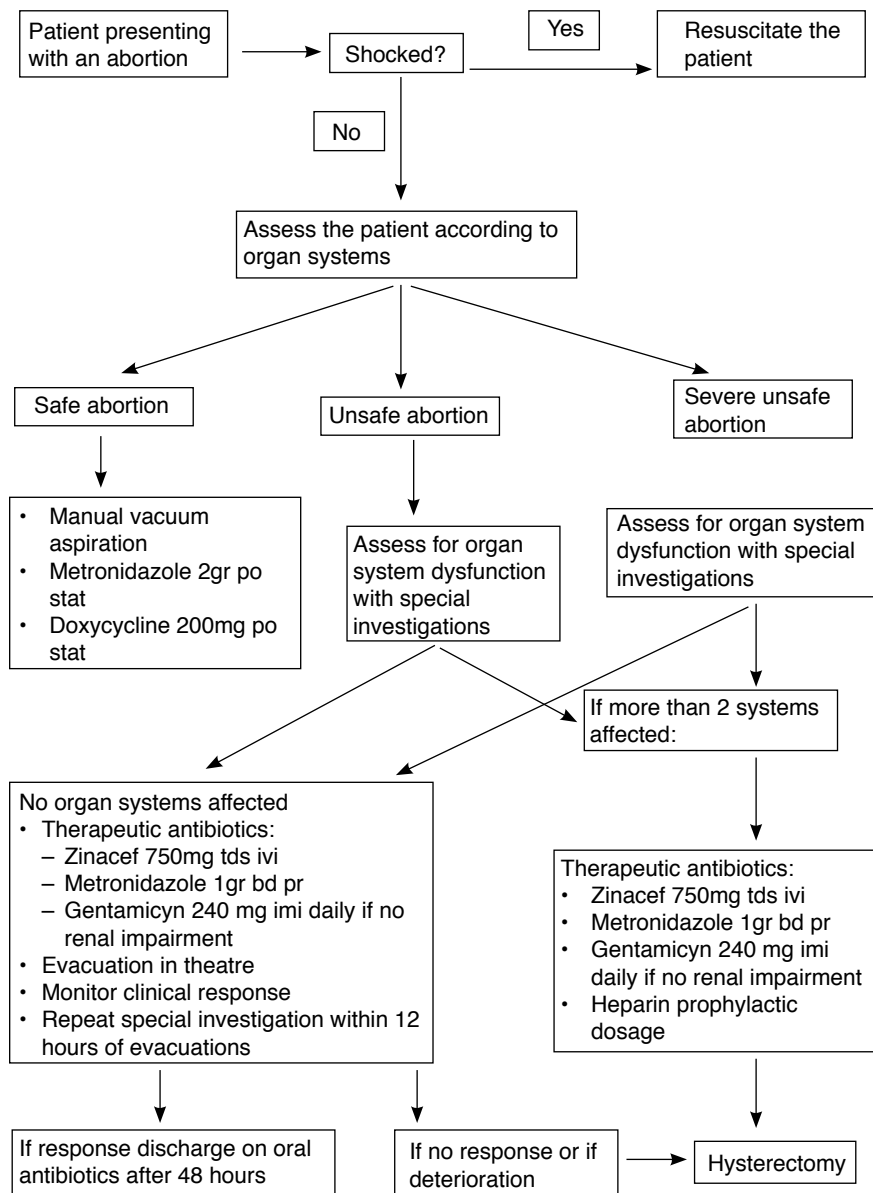 Patient presenting
with an abortion
Shocked?
Yes
Resuscitate the
patient
No
Assess the patient according to
organ systems
Safe abortion
Unsafe abortion
Severe unsafe
abortion
• Manual vacuum
aspiration
• Metronidazole 2gr po
stat
• Doxycycline 200mg po
stat
Assess for organ
system dysfunction
with special
investigations
Assess for organ system
dysfunction with special
investigations
If more than 2 systems
affected:
No organ systems affected
• Therapeutic antibiotics:
– Zinacef 750mg tds ivi
– Metronidazole 1gr bd pr
– Gentamicyn 240 mg imi daily if no
renal impairment
• Evacuation in theatre
• Monitor clinical response
• Repeat special investigation within 12
hours of evacuations
Therapeutic antibiotics:
• Zinacef 750mg tds ivi
• Metronidazole 1gr bd pr
• Gentamicyn 240 mg imi
daily if no renal impairment
• Heparin prophylactic
dosage
If response discharge on oral
antibiotics after 48 hours
If no response or if
deterioration
Hysterectomy